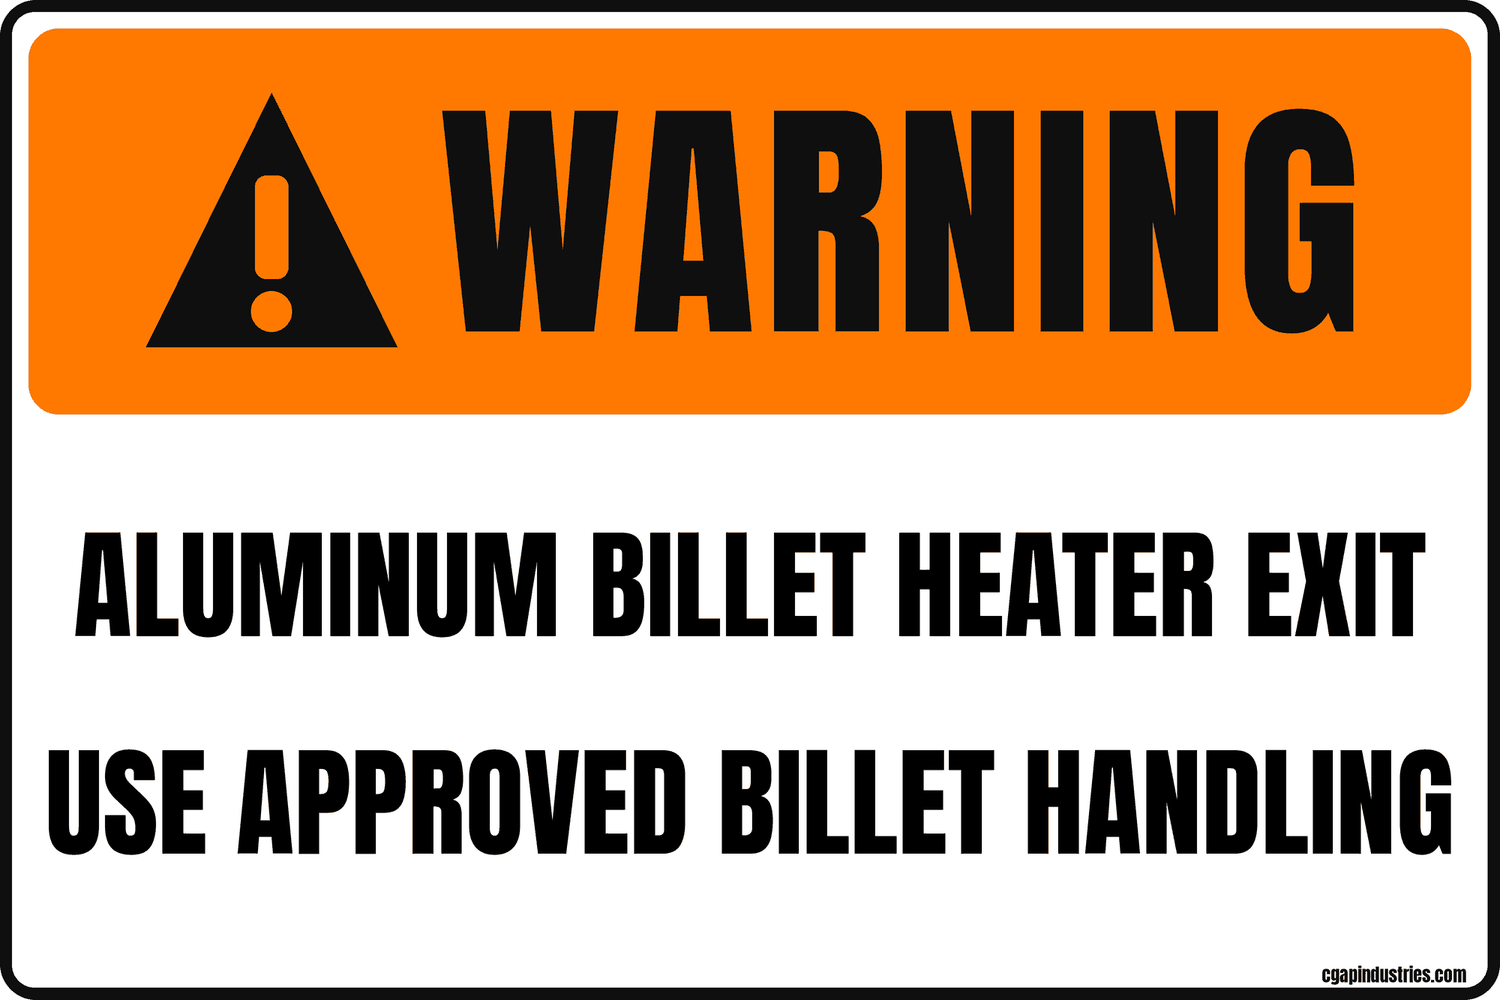 WARNING
ALUMINUM BILLET HEATER EXIT
USE APPROVED BILLET HANDLING
cgapindustries.com